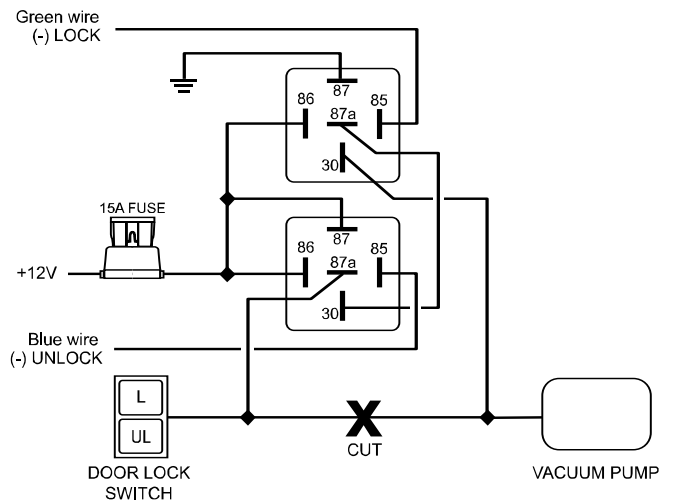 Green wire
(-) LOCK
87
86
85
87a
30
15A FUSE
87
86
85
87a
+12V
30
Blue wire
(-) UNLOCK
L
UL
CUT
DOOR LOCK
SWITCH
VACUUM PUMP